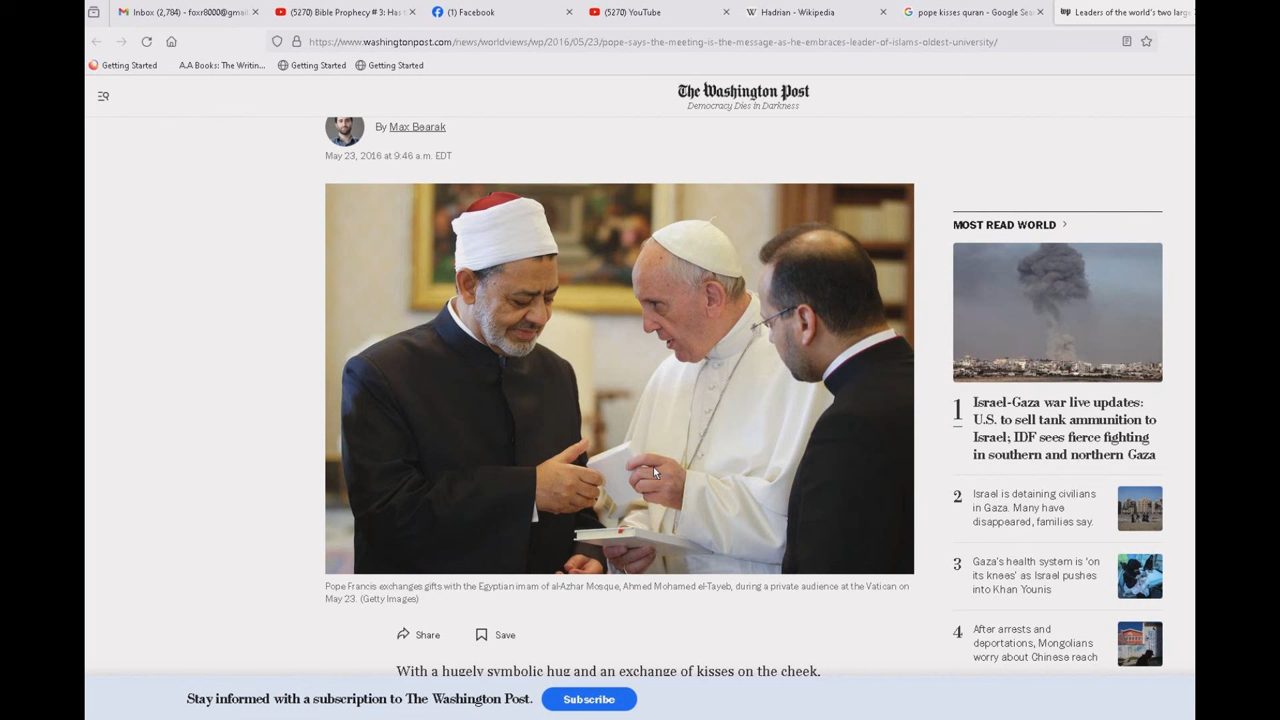 Inbox (2,784) - foxr8000@gmai
(5270) Bible Prophecy # 3: Has
(1) Facebook
(5270) YouTube
Hadrian - Wikipedia
pope kisses quran - Google Sea
Leaders of the world's two larg
https://www.washingtonpost.com/news/worldviews/wp/2016/05/23/pope-says-the-meeting-is-the-message-as-he-embraces-leader-of-islams-oldest-university/
Getting Started
A.A Books: The Writin...
Getting Started
Getting Started
The Washington Post
Democracy Dies in Darkness
By Max Bearak
May 23, 2016 at 9:46 a.m. EDT
Pope Francis exchanges gifts with the Egyptian imam of al-Azhar Mosque, Ahmed Mohamed el-Tayeb, during a private audience at the Vatican on
May 23. (Getty Images)
Share
Save
With a hugely symbolic hug and an exchange of kisses on the cheek,
MOST READ WORLD
1
Israel-Gaza war live updates:
U.S. to sell tank ammunition to
Israel; IDF sees fierce fighting
in southern and northern Gaza
2
Israel is detaining civilians
in Gaza. Many have
disappeared, families say.
3
Gaza's health system is 'on
its knees' as Israel pushes
into Khan Younis
4
After arrests and
deportations, Mongolians
worry about Chinese reach
Stay informed with a subscription to The Washington Post.
Subscribe